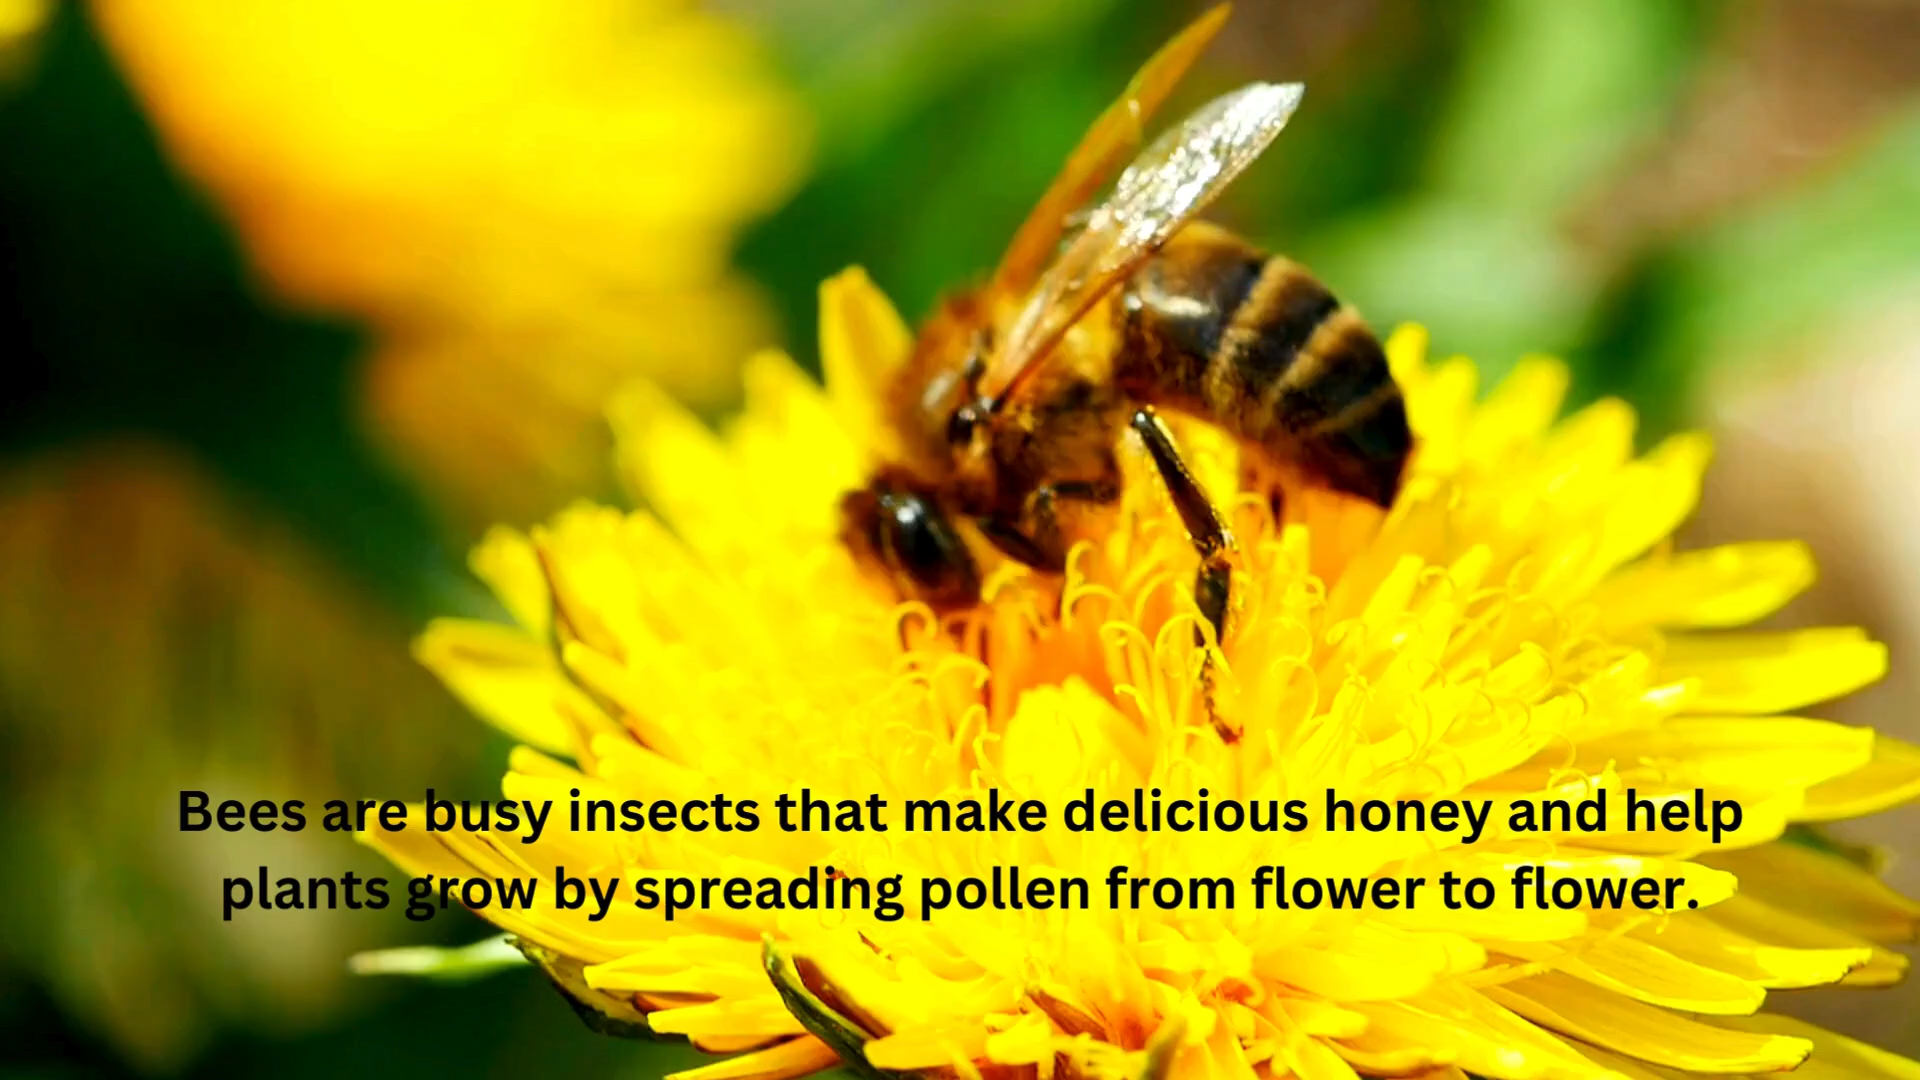 Bees are busy insects that make delicious honey and help
plants grow by spreading pollen from flower to flower.